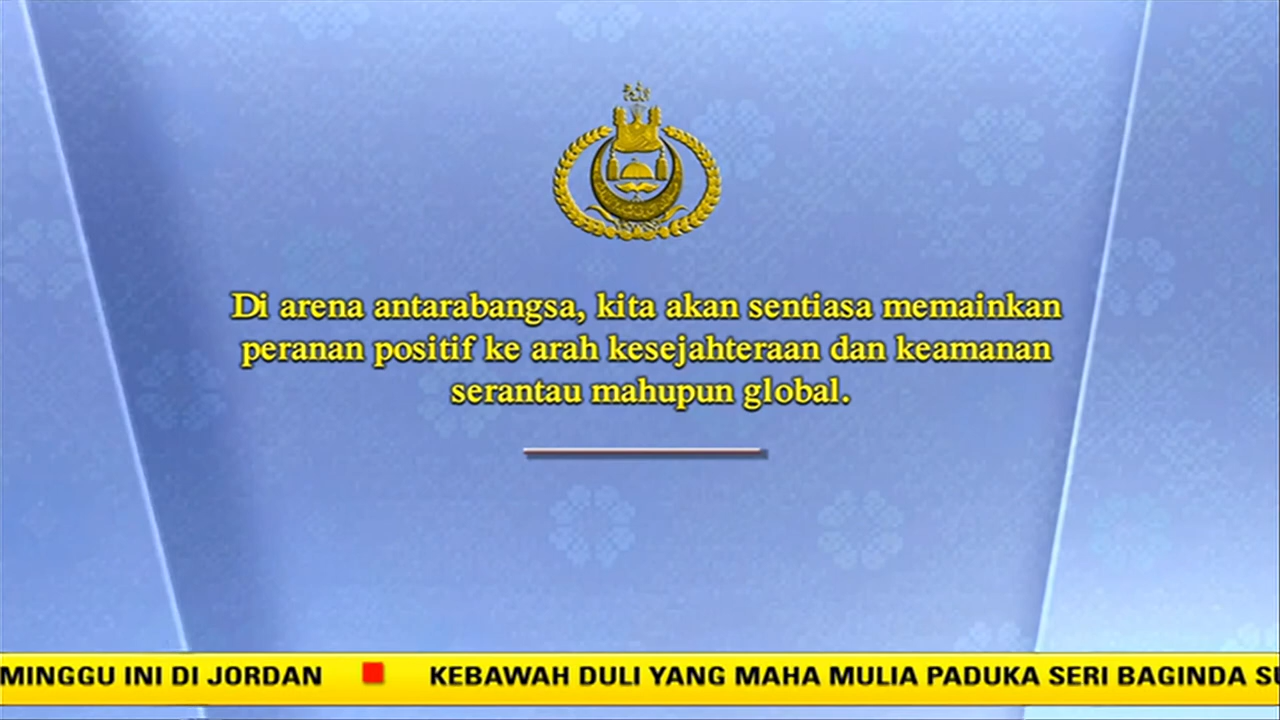 Di arena antarabangsa, kita akan sentiasa memainkan
peranan positif ke arah kesejahteraan dan keamanan
serantau mahupun global.
MINGGU INI DI JORDAN KEBAWAH DULI YANG MAHA MULIA PADUKA SERI BAGINDA